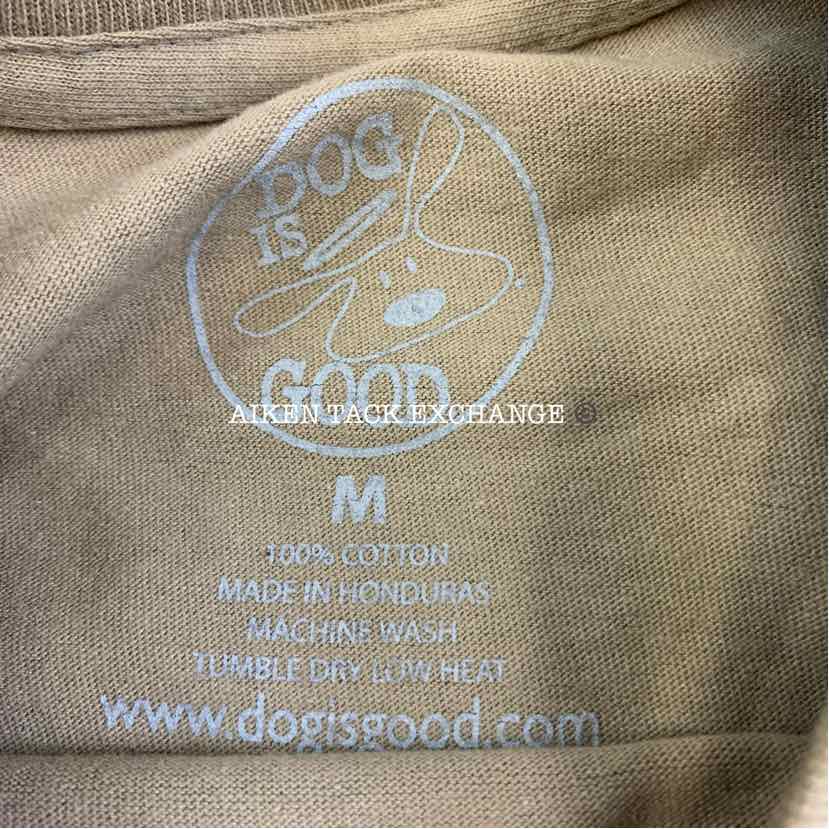 DOG
IS
GOOD
AIKEN TACK EXCHANGE ©
M
100% COTTON
MADE IN HONDURAS
MACHINE WASH
TUMBLE DRY LOW HEAT
www.dogisgood.com